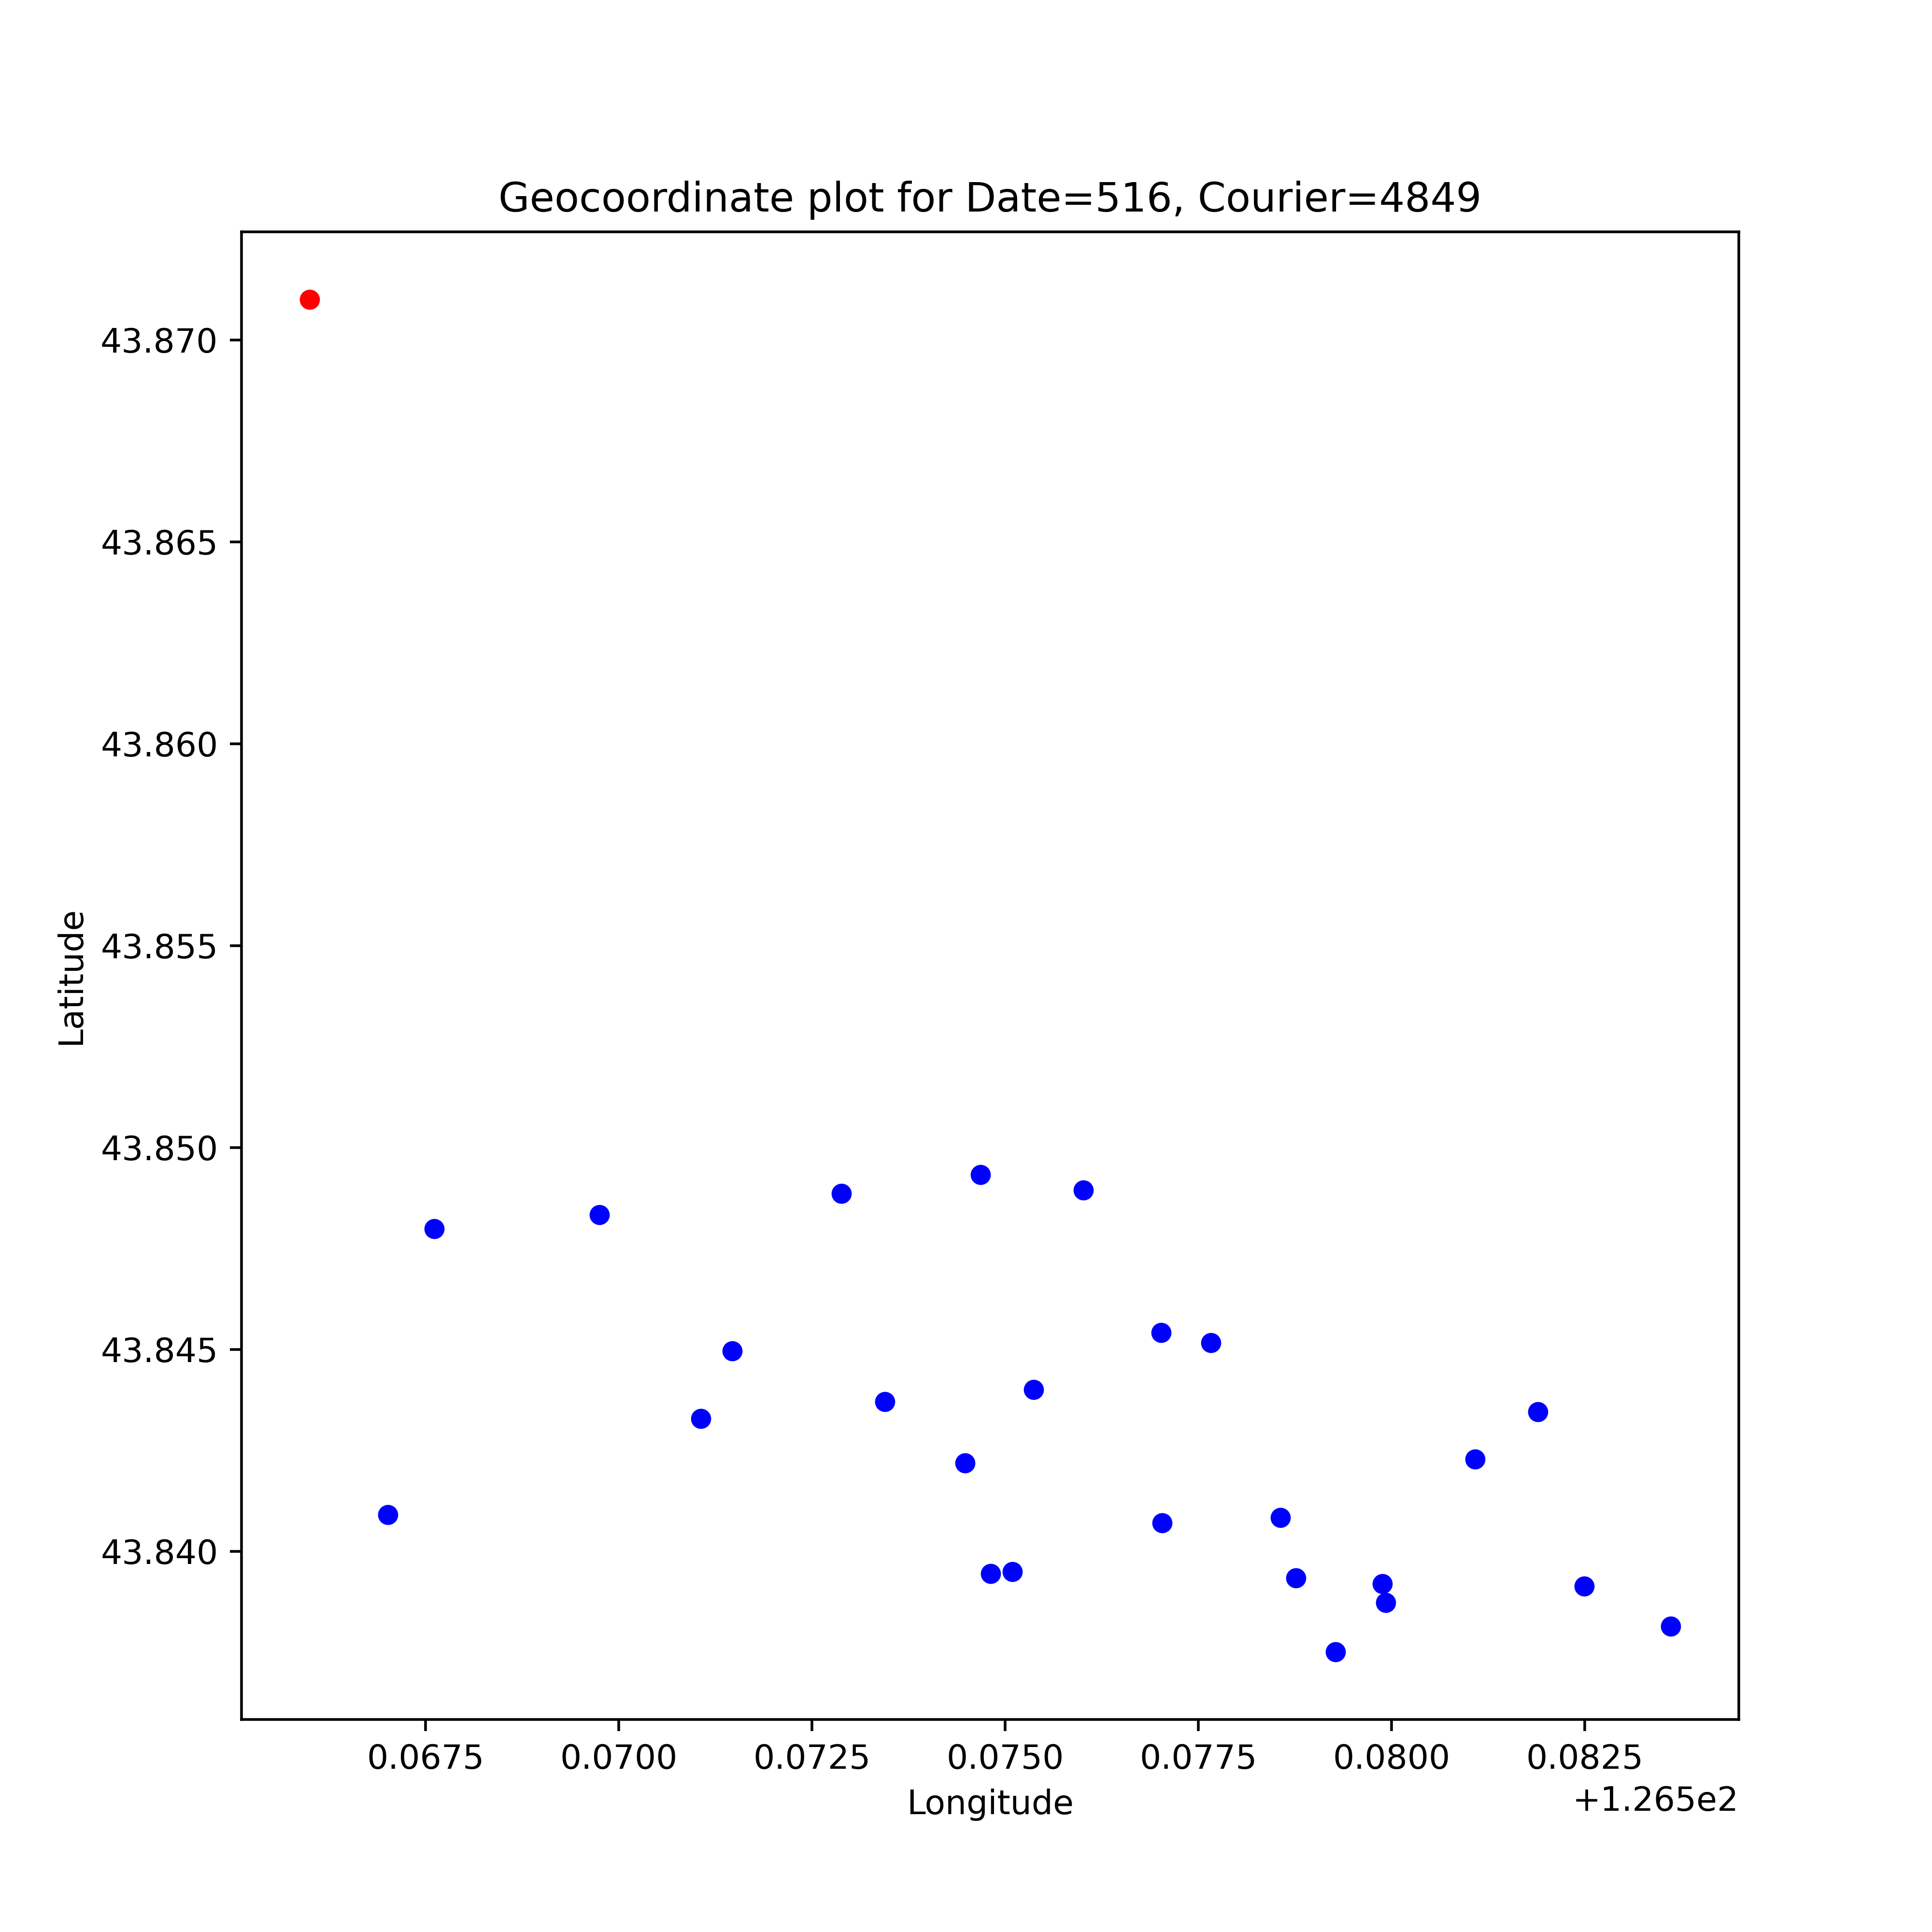 Geocoordinate plot for Date=516, Courier=4849
43.870
43.865
43.860
43.855
43.850
43.845
43.840
Latitude
0.0675 0.0700 0.0725 0.0750 0.0775 0.0800 0.0825
+1.265e2
Longitude